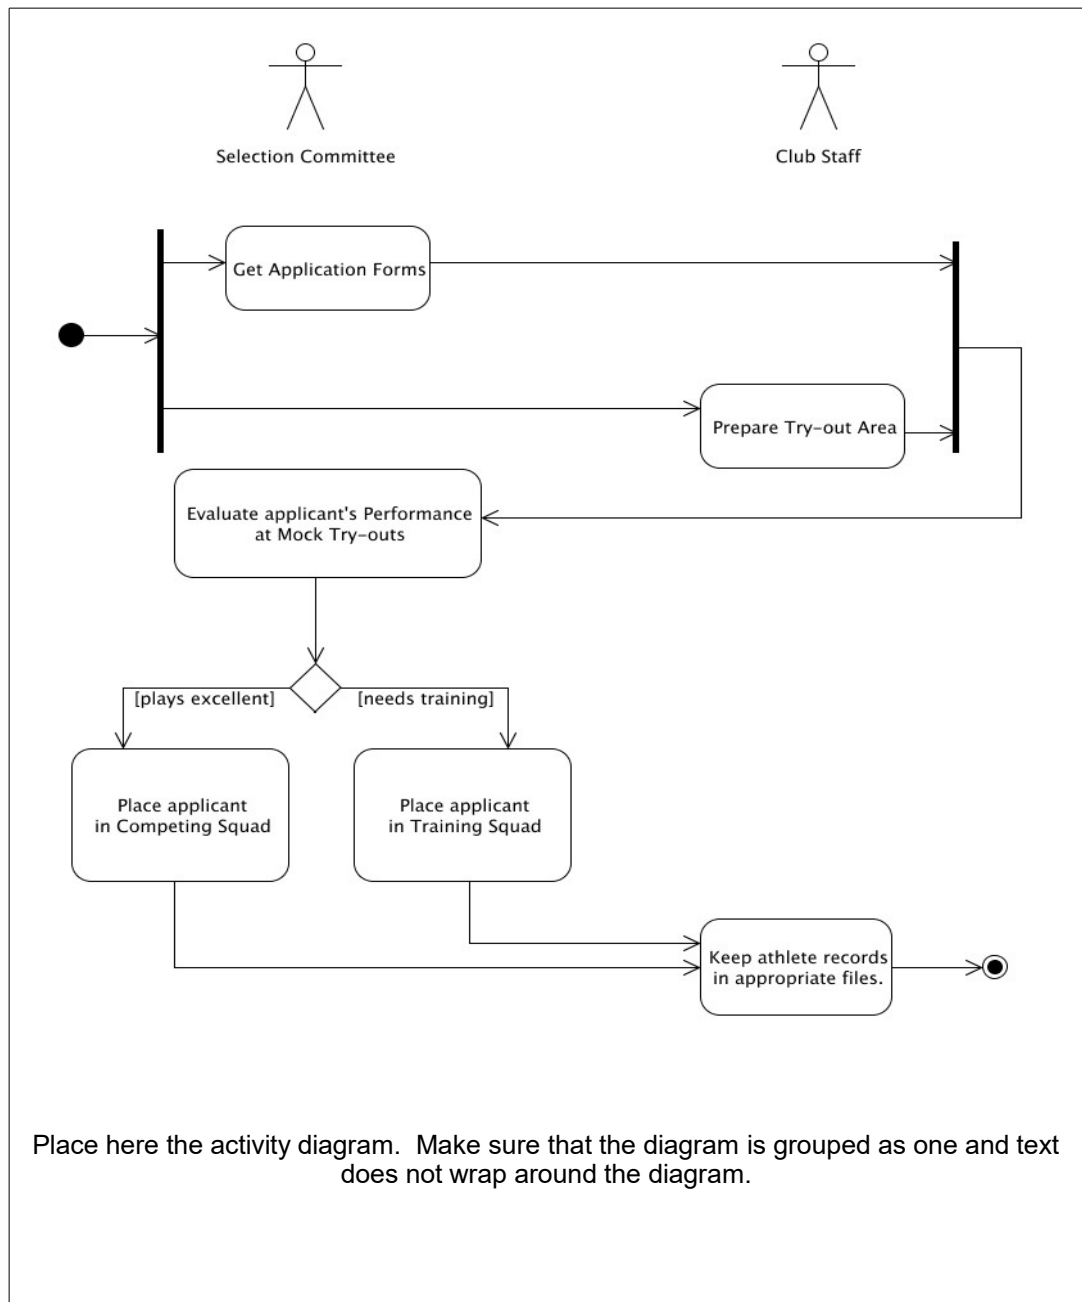 Selection Committee
Club Staff
Get Application Forms
Prepare Try-out Area
Evaluate applicant's Performance
at Mock Try-outs
[plays excellent]
[needs training]
Place applicant
in Competing Squad
Place applicant
in Training Squad
Keep athlete records
in appropriate files.
Place here the activity diagram.  Make sure that the diagram is grouped as one and text
does not wrap around the diagram.